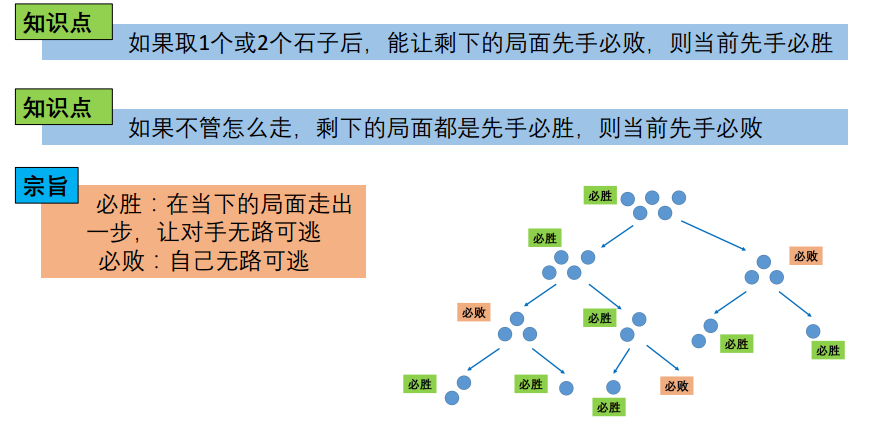 知识点
如果取1个或2个石子后，能让剩下的局面先手必败，则当前先手必胜
知识点
如果不管怎么走，剩下的局面都是先手必胜，则当前先手必败
宗旨
必胜：在当下的局面走出
一步，让对手无路可逃
必败：自己无路可逃
必胜
必胜
必败
必败
必胜
必胜
必胜
必胜
必胜
必胜
必败